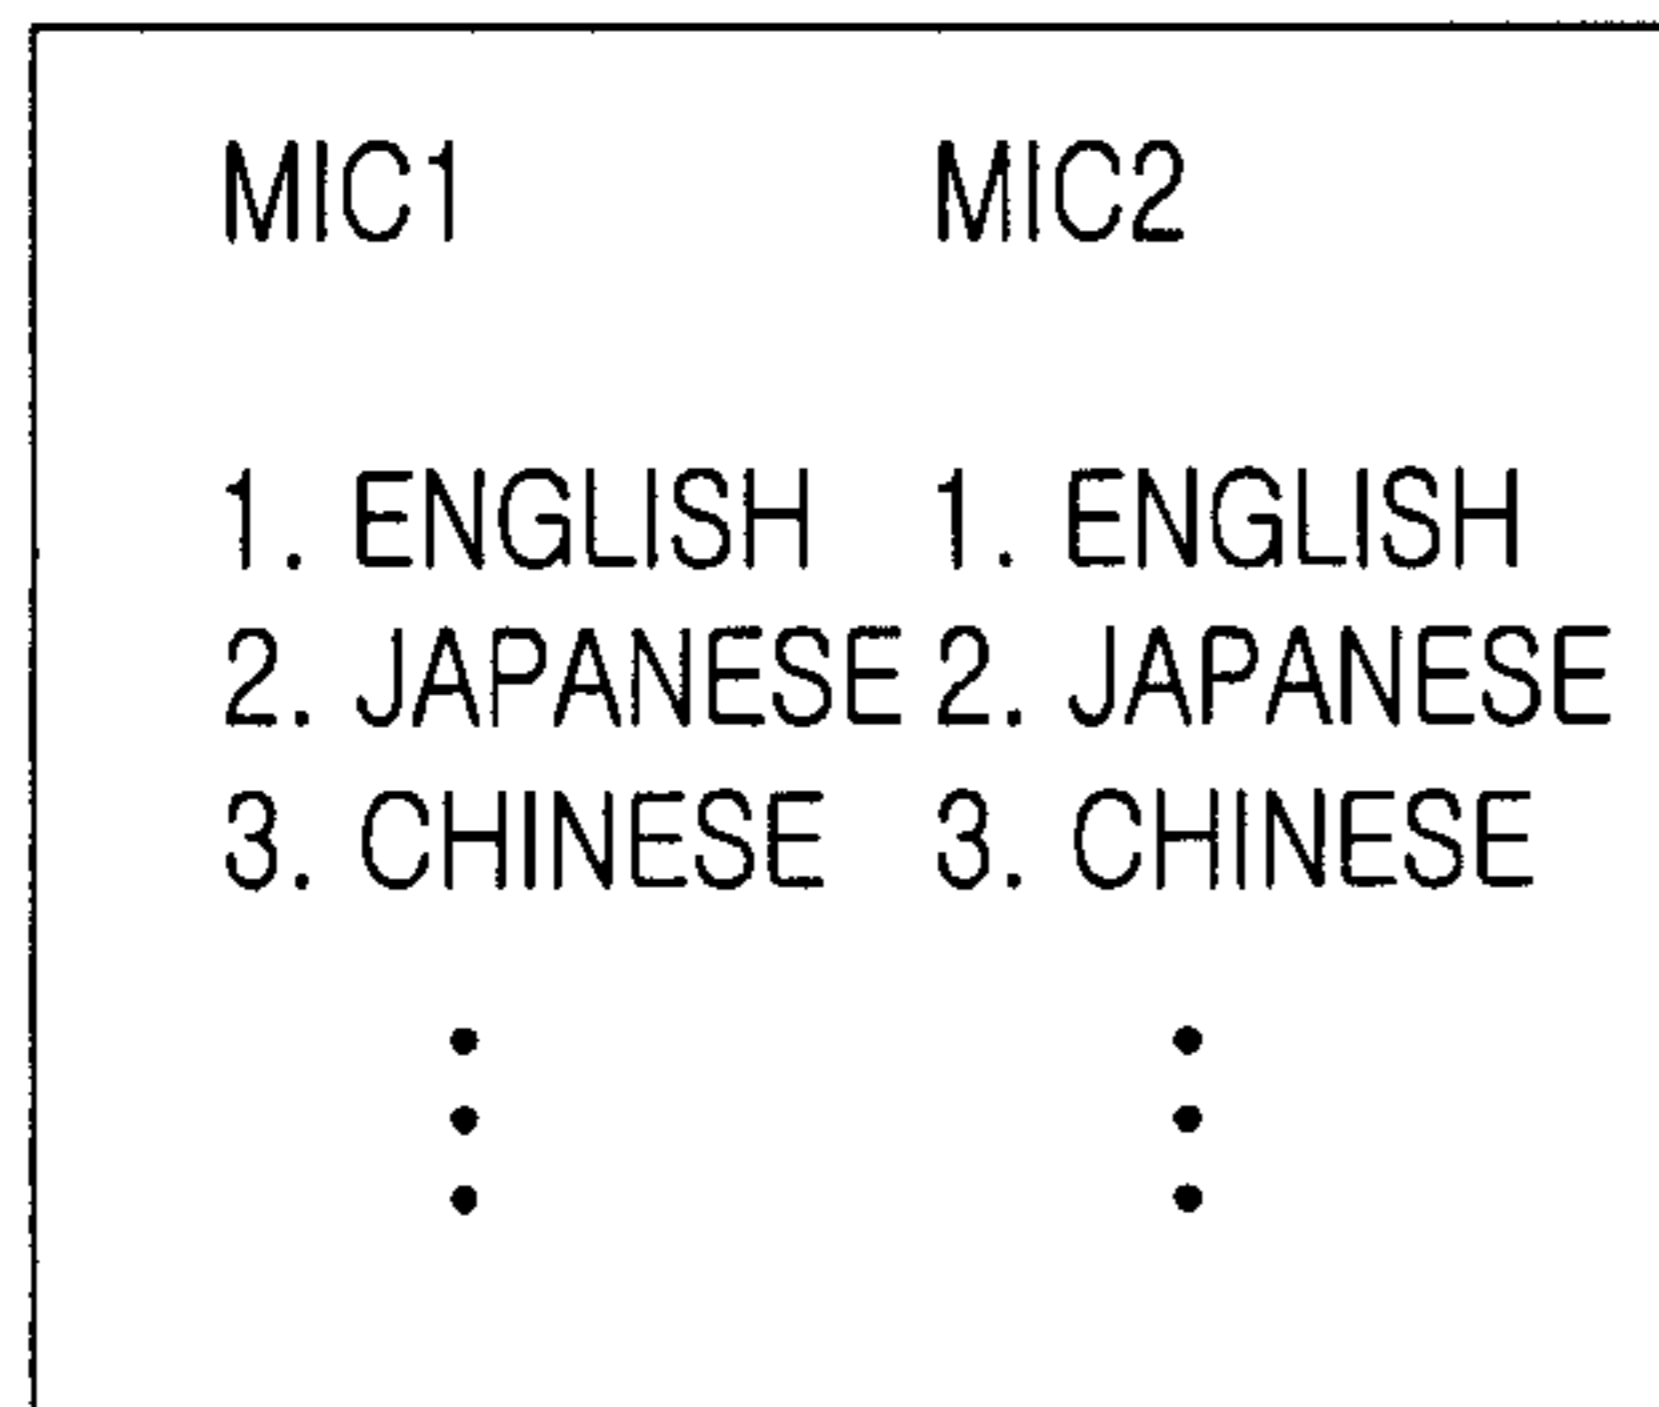 MIC1 MIC2
1. ENGLISH 1. ENGLISH
2. JAPANESE 2. JAPANESE
3. CHINESE 3. CHINESE